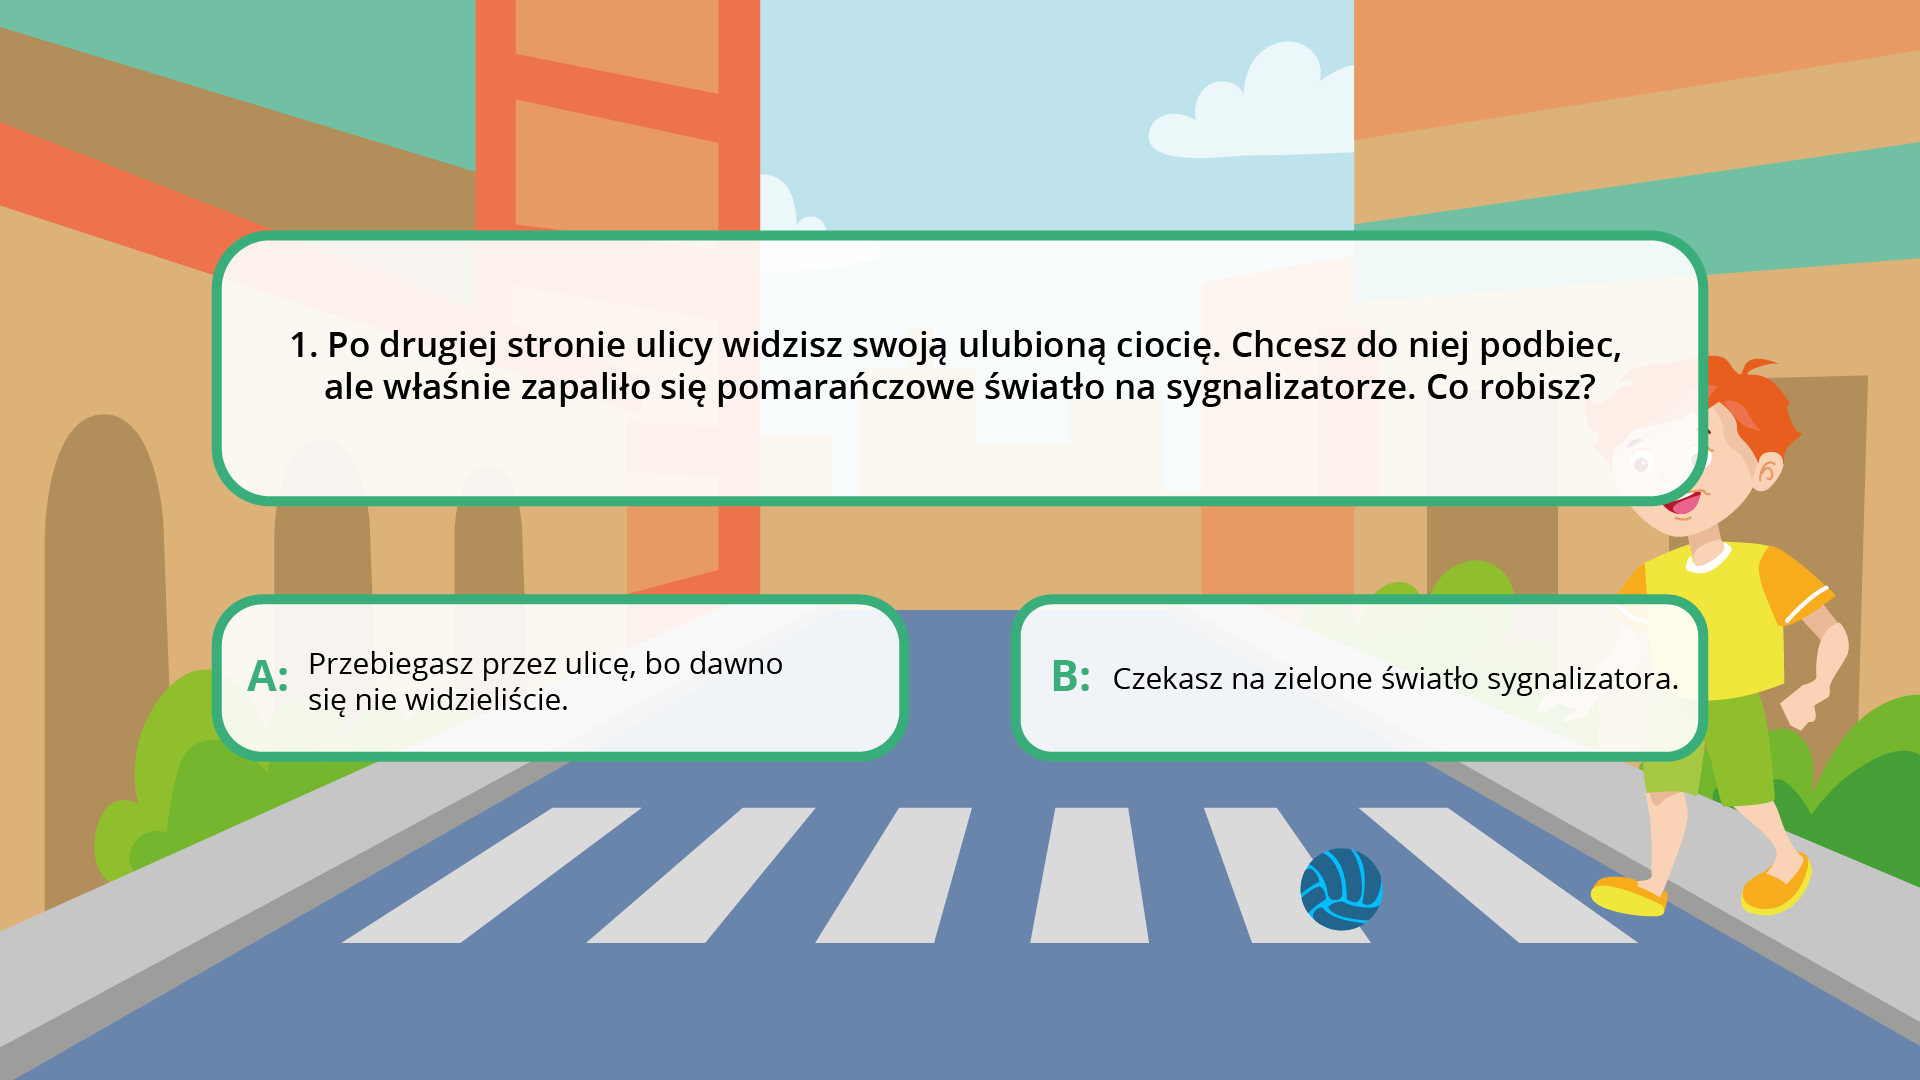 1. Po drugiej stronie ulicy widzisz swoją ulubioną ciocię. Chcesz do niej podbiec,
ale właśnie zapaliło się pomarańczowe światło na sygnalizatorze. Co robisz?
A: Przebiegasz przez ulicę, bo dawno
się nie widzieliście.
B: Czekasz na zielone światło sygnalizatora.